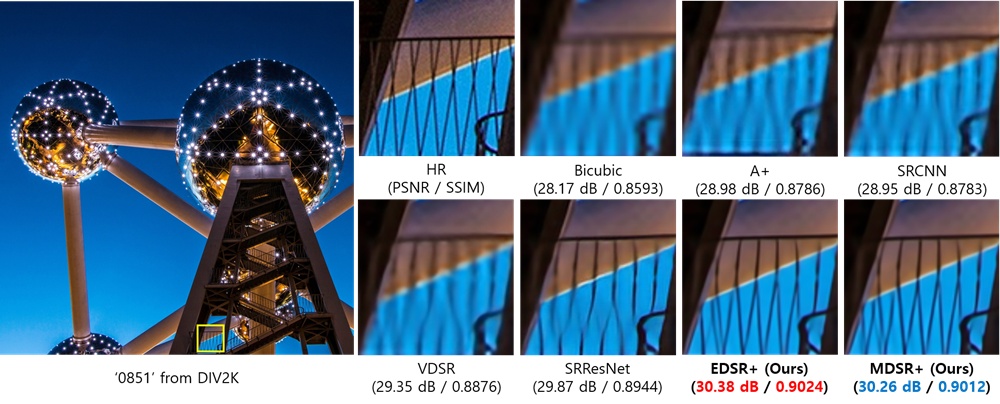 HR
(PSNR / SSIM)
Bicubic
(28.17 dB / 0.8593)
A+
(28.98 dB / 0.8786)
SRCNN
(28.95 dB / 0.8783)
'0851' from DIV2K
VDSR
(29.35 dB / 0.8876)
SRResNet
(29.87 dB / 0.8944)
EDSR+ (Ours)
(30.38 dB / 0.9024)
MDSR+ (Ours)
(30.26 dB / 0.9012)